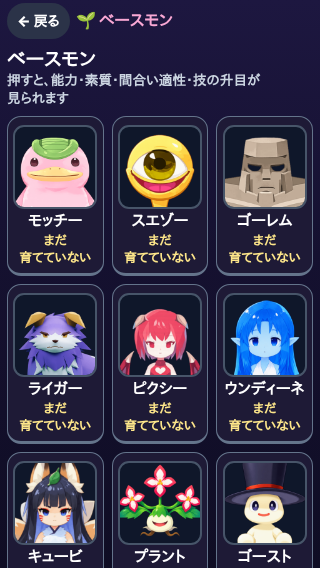 ← 戻る
🌱 ベースモン
ベースモン
押すと、能力・素質・間合い適性・技の升目が
見られます
モッチー
まだ
育てていない
スエゾー
まだ
育てていない
ゴーレム
まだ
育てていない
ライガー
まだ
育てていない
ピクシー
まだ
育てていない
ウンディーネ
まだ
育てていない
キュービ
プラント
ゴースト